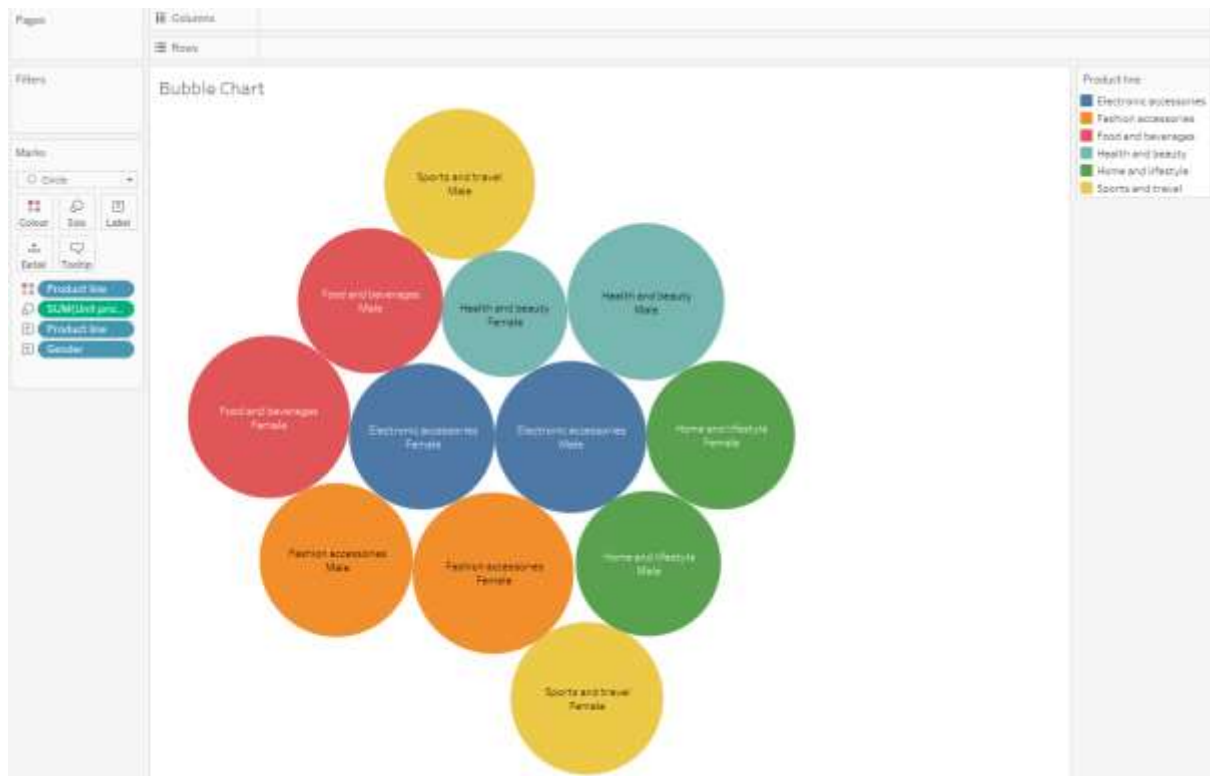 Pages
Columns
Rows
Filters
Bubble Chart
Product line
Electronic accessories
Fashion accessories
Food and beverages
Health and beauty
Home and lifestyle
Sports and travel
Marks
Circle
Colour
Size
Label
Detail
Tooltip
Product line
SUM(Unit pric..
Product line
Gender
Sports and travel
Male
Food and beverages
Male
Health and beauty
Female
Health and beauty
Male
Food and beverages
Female
Electronic accessories
Female
Electronic accessories
Male
Home and lifestyle
Female
Fashion accessories
Male
Fashion accessories
Female
Home and lifestyle
Male
Sports and travel
Female